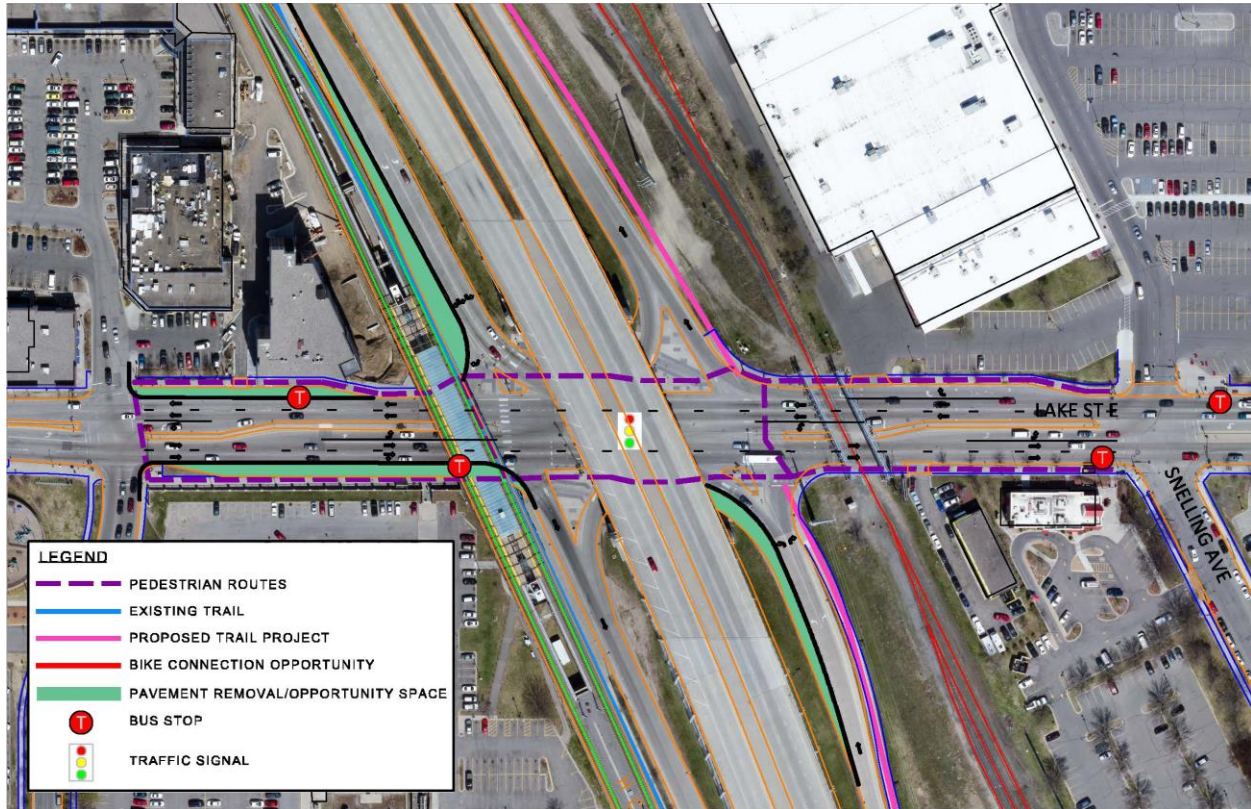 T
LAKE ST E
T
T
T
SNELLING AVE
LEGEND
PEDESTRIAN ROUTES
EXISTING TRAIL
PROPOSED TRAIL PROJECT
BIKE CONNECTION OPPORTUNITY
PAVEMENT REMOVAL/OPPORTUNITY SPACE
T BUS STOP
TRAFFIC SIGNAL